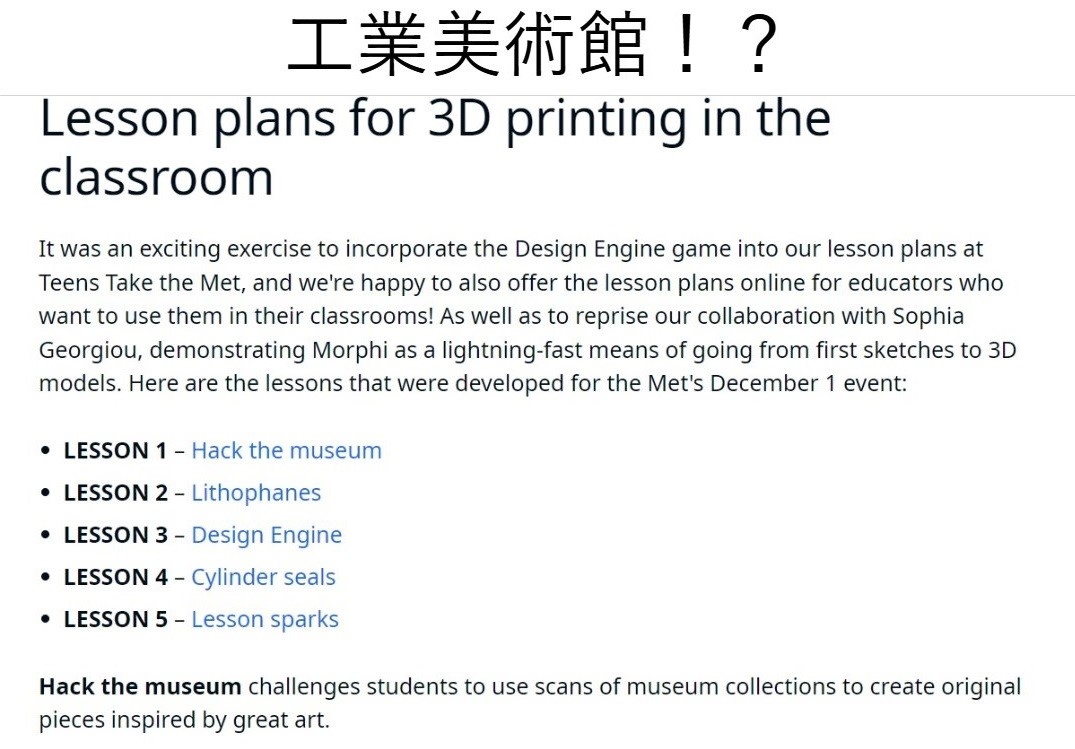 工業美術館！？
Lesson plans for 3D printing in the
classroom
It was an exciting exercise to incorporate the Design Engine game into our lesson plans at
Teens Take the Met, and we're happy to also offer the lesson plans online for educators who
want to use them in their classrooms! As well as to reprise our collaboration with Sophia
Georgiou, demonstrating Morphi as a lightning-fast means of going from first sketches to 3D
models. Here are the lessons that were developed for the Met's December 1 event:
• LESSON 1 – Hack the museum
• LESSON 2 – Lithophanes
• LESSON 3 – Design Engine
• LESSON 4 – Cylinder seals
• LESSON 5 – Lesson sparks
Hack the museum challenges students to use scans of museum collections to create original
pieces inspired by great art.